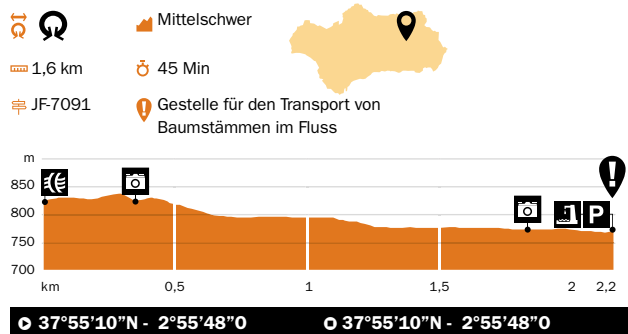 Mittelschwer
1,6 km
45 Min
JF-7091
Gestelle für den Transport von
Baumstämmen im Fluss
m
850
800
750
700
P
km
0,5
1
1,5
2
2,2
37°55’10”N - 2°55’48”O
37°55’10”N - 2°55’48”O